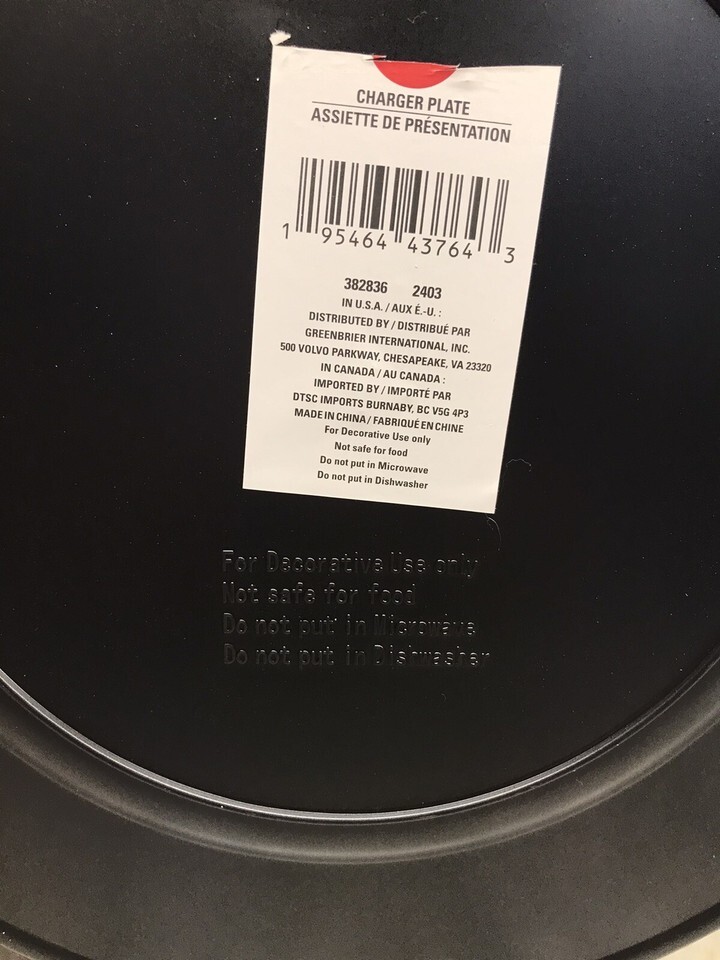 CHARGER PLATE
ASSIETTE DE PRÉSENTATION
1 95464 43764 3
382836 2403
IN U.S.A. / AUX É.-U. :
DISTRIBUTED BY / DISTRIBUÉ PAR
GREENBRIER INTERNATIONAL, INC.
500 VOLVO PARKWAY, CHESAPEAKE, VA 23320
IN CANADA / AU CANADA :
IMPORTED BY / IMPORTÉ PAR
DTSC IMPORTS BURNABY, BC V5G 4P3
MADE IN CHINA / FABRIQUÉ EN CHINE
For Decorative Use only
Not safe for food
Do not put in Microwave
Do not put in Dishwasher
For Decorative Use only
Not safe for food
Do not put in Microwave
Do not put in Dishwasher